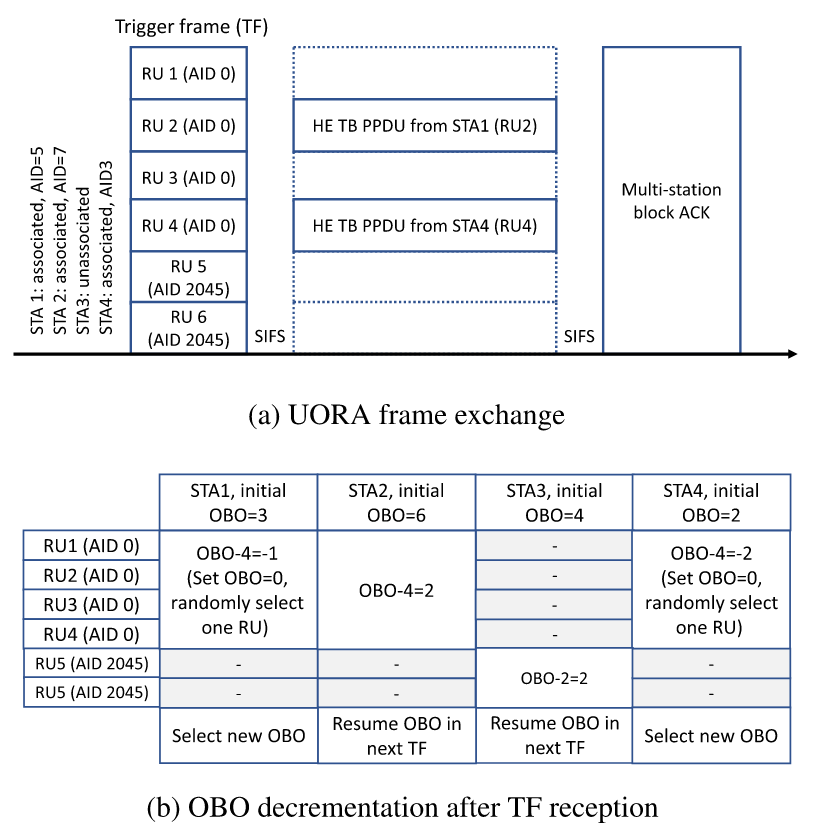 Trigger frame (TF)
STA 1: associated, AID=5
STA 2: associated, AID=7
STA3: unassociated
STA4: associated, AID3
RU 1 (AID 0)
RU 2 (AID 0)
RU 3 (AID 0)
RU 4 (AID 0)
RU 5
(AID 2045)
RU 6
(AID 2045)
SIFS
HE TB PPDU from STA1 (RU2)
HE TB PPDU from STA4 (RU4)
SIFS
Multi-station
block ACK
(a) UORA frame exchange
STA1, initial
OBO=3
STA2, initial
OBO=6
STA3, initial
OBO=4
STA4, initial
OBO=2
RU1 (AID 0)
RU2 (AID 0)
RU3 (AID 0)
RU4 (AID 0)
OBO-4=-1
(Set OBO=0,
randomly select
one RU)
OBO-4=2
-
-
-
-
OBO-4=-2
(Set OBO=0,
randomly select
one RU)
RU5 (AID 2045)
-
-
OBO-2=2
-
RU5 (AID 2045)
-
-
-
Select new OBO
Resume OBO in
next TF
Resume OBO in
next TF
Select new OBO
(b) OBO decrementation after TF reception